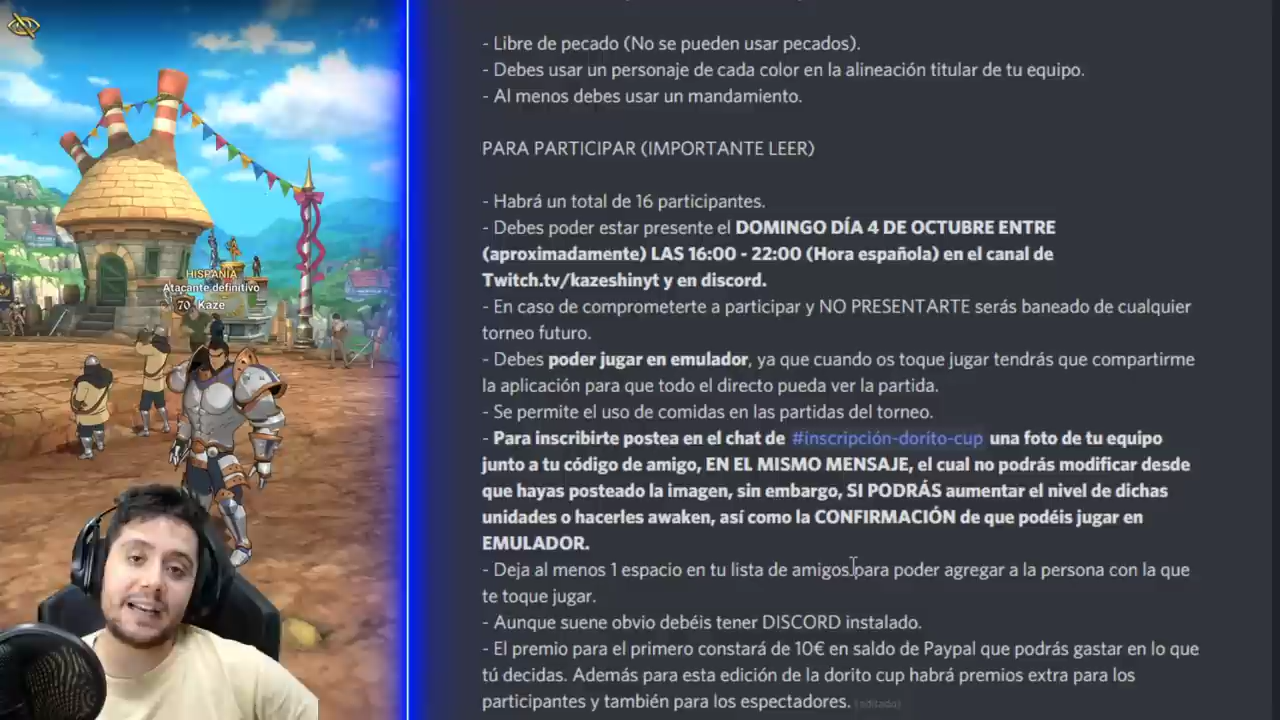 - Libre de pecado (No se pueden usar pecados).
- Debes usar un personaje de cada color en la alineación titular de tu equipo.
- Al menos debes usar un mandamiento.
PARA PARTICIPAR (IMPORTANTE LEER)
- Habrá un total de 16 participantes.
- Debes poder estar presente el DOMINGO DÍA 4 DE OCTUBRE ENTRE
(aproximadamente) LAS 16:00 - 22:00 (Hora española) en el canal de
Twitch.tv/kazeshinyt y en discord.
- En caso de comprometerte a participar y NO PRESENTARTE serás baneado de cualquier
torneo futuro.
- Debes poder jugar en emulador, ya que cuando os toque jugar tendrás que compartirme
la aplicación para que todo el directo pueda ver la partida.
- Se permite el uso de comidas en las partidas del torneo.
- Para inscribirte postea en el chat de #inscripción-dorito-cup una foto de tu equipo
junto a tu código de amigo, EN EL MISMO MENSAJE, el cual no podrás modificar desde
que hayas posteado la imagen, sin embargo, SI PODRÁS aumentar el nivel de dichas
unidades o hacerles awaken, así como la CONFIRMACIÓN de que podéis jugar en
EMULADOR.
- Deja al menos 1 espacio en tu lista de amigos para poder agregar a la persona con la que
te toque jugar.
- Aunque suene obvio debéis tener DISCORD instalado.
- El premio para el primero constará de 10€ en saldo de Paypal que podrás gastar en lo que
tú decidas. Además para esta edición de la dorito cup habrá premios extra para los
participantes y también para los espectadores. (editado)
HISPANIA
Atacante definitivo
70 Kaze